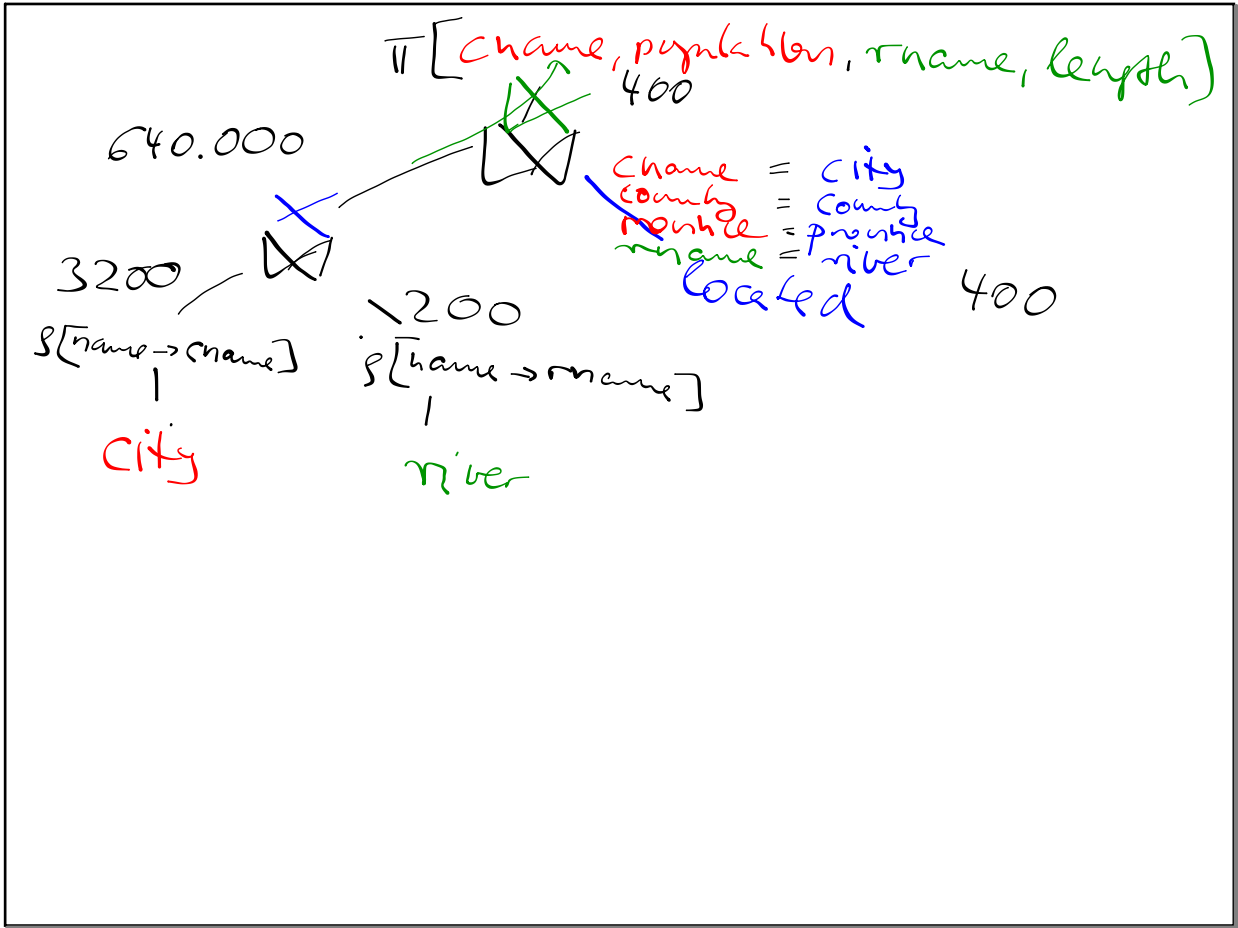 π [ cname, population, rname, length ]
400
640.000
cname = city
country = country
province = province
rname = river
located
400
3200
200
ρ[name → cname]
ρ[name → rname]
city
river